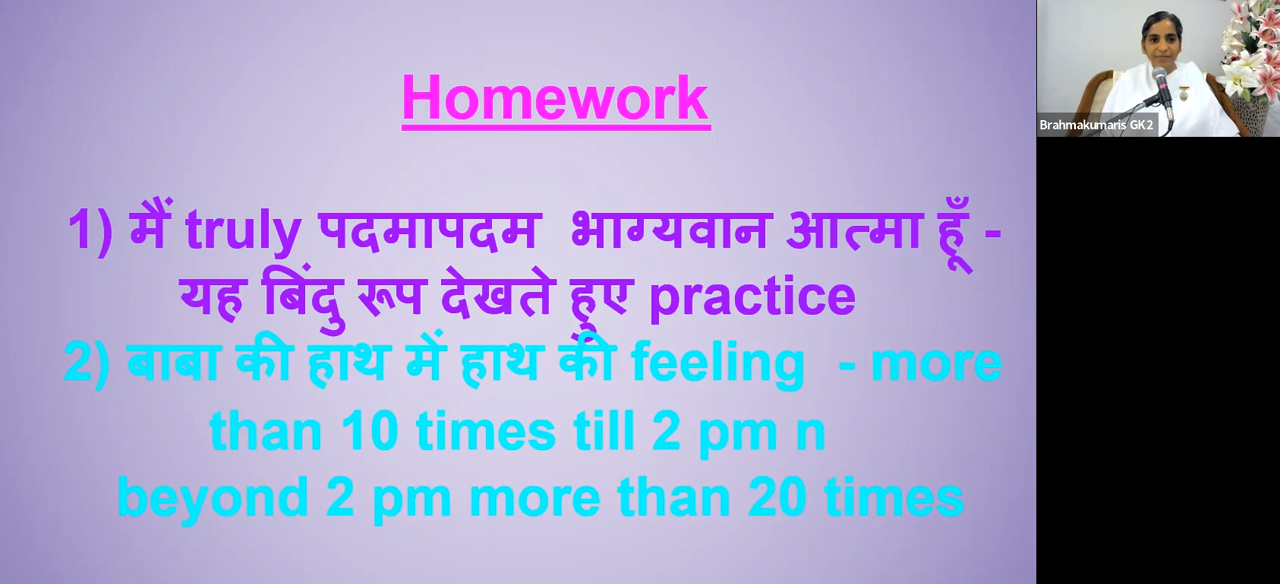 Homework
1) मैं truly पदमापदम भाग्यवान आत्मा हूँ -
यह बिंदु रूप देखते हुए practice
2) बाबा की हाथ में हाथ की feeling - more
than 10 times till 2 pm n
beyond 2 pm more than 20 times
Brahmakumaris GK2